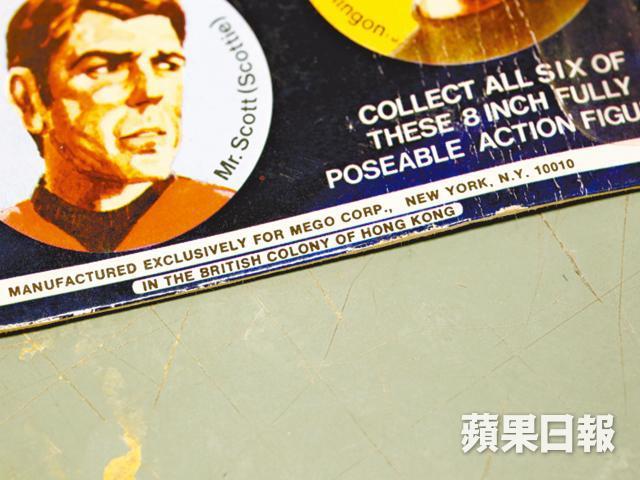 Mr. Scott (Scottie)
lingon
COLLECT ALL SIX OF
THESE 8 INCH FULLY
POSEABLE ACTION FIGU
MANUFACTURED EXCLUSIVELY FOR MEGO CORP., NEW YORK, N.Y. 10010
IN THE BRITISH COLONY OF HONG KONG
蘋果日報